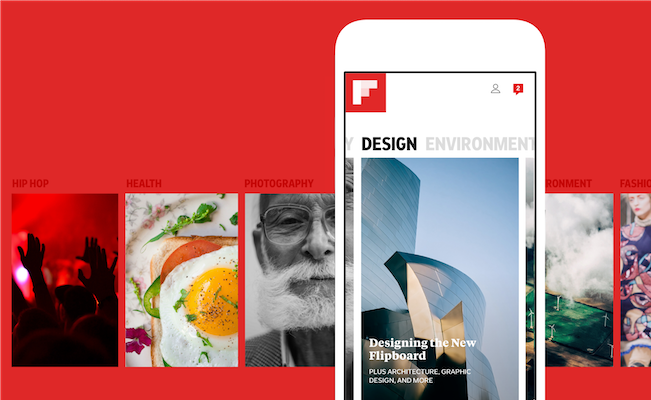 2
Y DESIGN ENVIRONMENT
HIP HOP
HEALTH
PHOTOGRAPHY
RONMENT
FASHIO
Designing the New
Flipboard
PLUS ARCHITECTURE, GRAPHIC
DESIGN, AND MORE